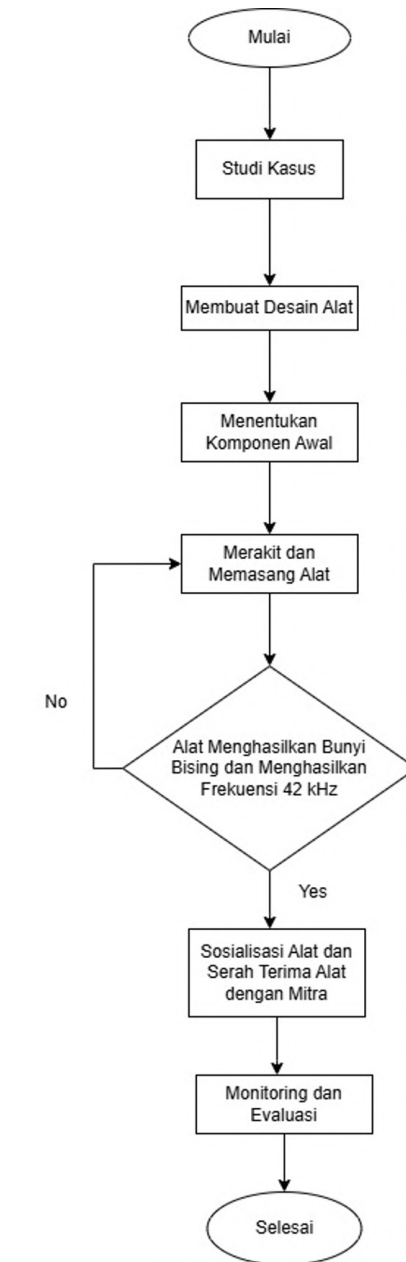 Mulai
Studi Kasus
Membuat Desain Alat
Menentukan
Komponen Awal
Merakit dan
Memasang Alat
No
Alat Menghasilkan Bunyi
Bising dan Menghasilkan
Frekuensi 42 kHz
Yes
Sosialisasi Alat dan
Serah Terima Alat
dengan Mitra
Monitoring dan
Evaluasi
Selesai